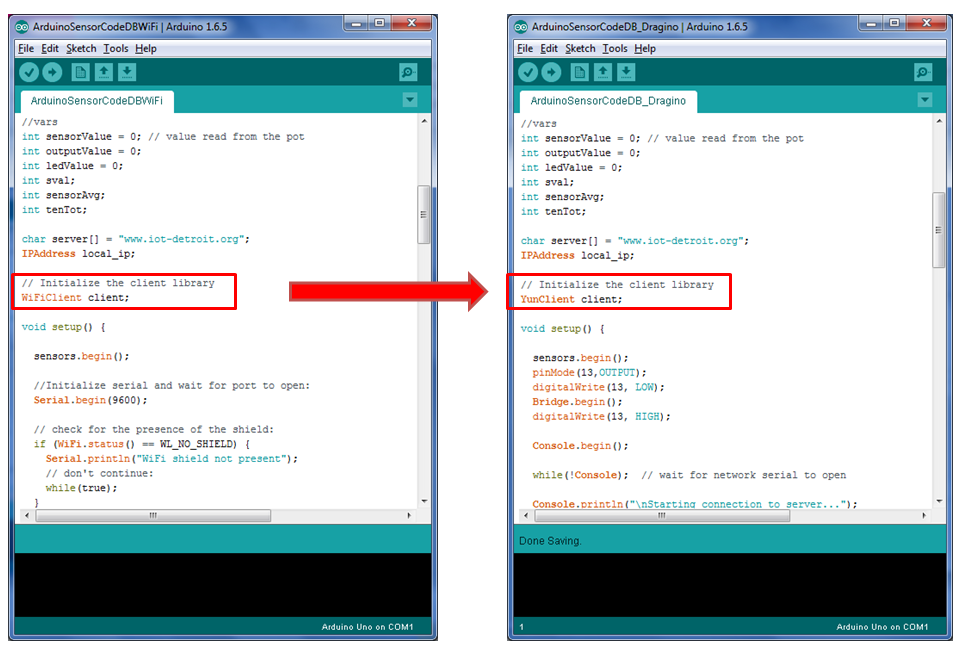 ArduinoSensorCodeDBWiFi | Arduino 1.6.5
File Edit Sketch Tools Help
ArduinoSensorCodeDBWiFi
//vars
int sensorValue = 0; // value read from the pot
int outputValue = 0;
int ledValue = 0;
int sval;
int sensorAvg;
int tenTot;
char server[] = "www.iot-detroit.org";
IPAddress local_ip;
// Initialize the client library
WiFiClient client;
void setup() {
sensors.begin();
//Initialize serial and wait for port to open:
Serial.begin(9600);
// check for the presence of the shield:
if (WiFi.status() == WL_NO_SHIELD) {
Serial.println("WiFi shield not present");
// don't continue:
while(true);
}
Arduino Uno on COM1
ArduinoSensorCodeDB_Dragino | Arduino 1.6.5
File Edit Sketch Tools Help
ArduinoSensorCodeDB_Dragino
//vars
int sensorValue = 0; // value read from the pot
int outputValue = 0;
int ledValue = 0;
int sval;
int sensorAvg;
int tenTot;
char server[] = "www.iot-detroit.org";
IPAddress local_ip;
// Initialize the client library
YunClient client;
void setup() {
sensors.begin();
pinMode(13,OUTPUT);
digitalWrite(13, LOW);
Bridge.begin();
digitalWrite(13, HIGH);
Console.begin();
while(!Console); // wait for network serial to open
Console.println("\nStarting connection to server...");
Done Saving.
1
Arduino Uno on COM1